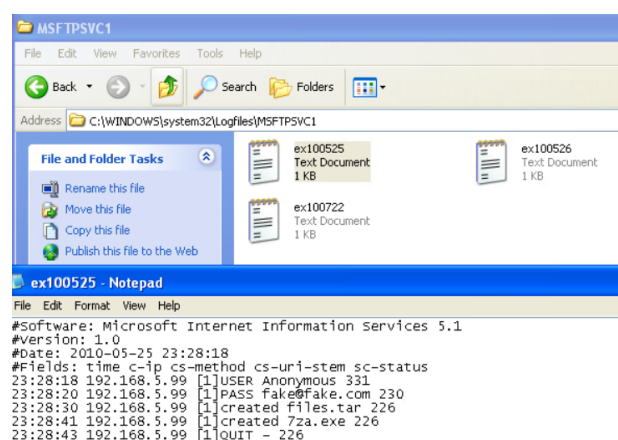 MSFTPSVC1
File Edit View Favorites Tools Help
Back Search Folders
Address C:\WINDOWS\system32\Logfiles\MSFTPSVC1
File and Folder Tasks
Rename this file
Move this file
Copy this file
Publish this file to the Web
ex100525
Text Document
1 KB
ex100526
Text Document
1 KB
ex100722
Text Document
1 KB
ex100525 - Notepad
File Edit Format View Help
#Software: Microsoft Internet Information Services 5.1
#Version: 1.0
#Date: 2010-05-25 23:28:18
#Fields: time c-ip cs-method cs-uri-stem sc-status
23:28:18 192.168.5.99 [1]USER Anonymous 331
23:28:20 192.168.5.99 [1]PASS fake@fake.com 230
23:28:30 192.168.5.99 [1]created files.tar 226
23:28:41 192.168.5.99 [1]created 7za.exe 226
23:28:43 192.168.5.99 [1]QUIT - 226